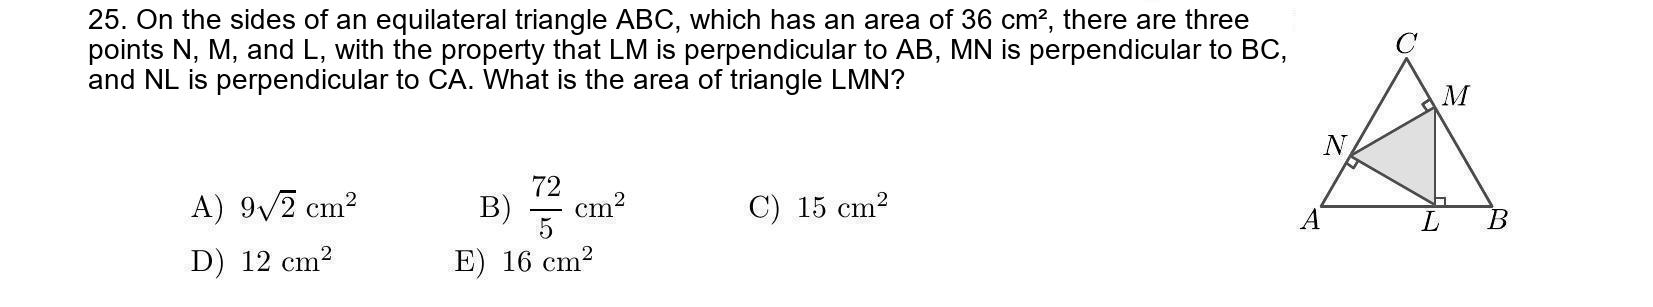 25. On the sides of an equilateral triangle ABC, which has an area of 36 cm², there are three
points N, M, and L, with the property that LM is perpendicular to AB, MN is perpendicular to BC,
and NL is perpendicular to CA. What is the area of triangle LMN?
C
M
N
A
L
B
A) 9√2 cm²
B) 72/5 cm²
C) 15 cm²
D) 12 cm²
E) 16 cm²